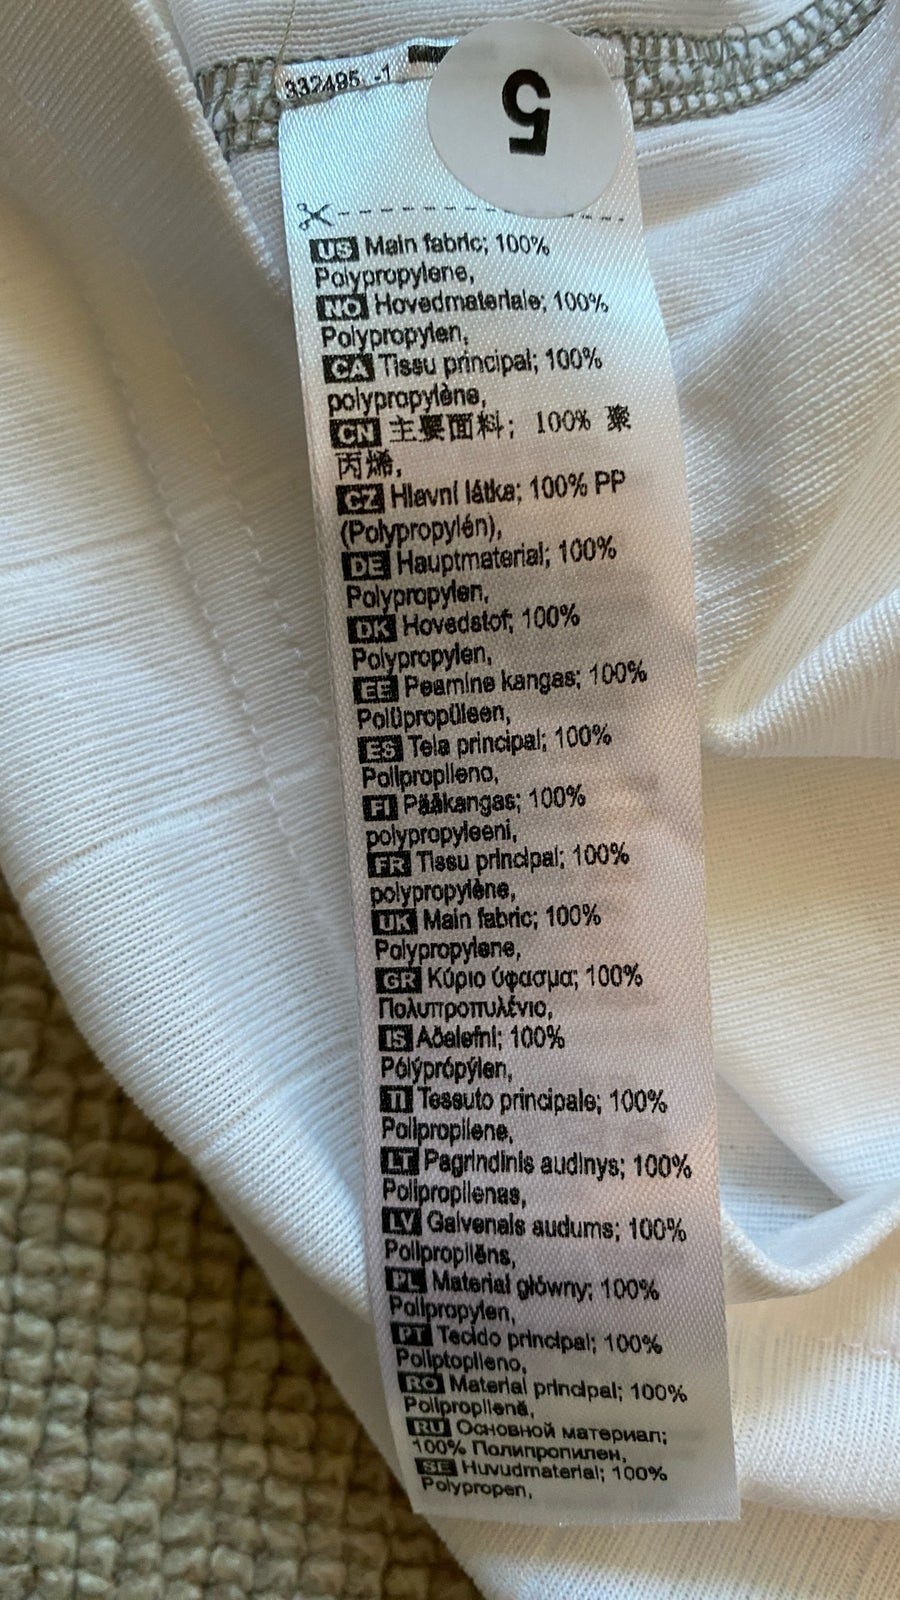 332495 -1
5
US Main fabric; 100%
Polypropylene,
NO Hovedmateriale; 100%
Polypropylen,
CA Tissu principal; 100%
polypropylène,
CN 主要面料; 100% 聚
丙烯,
CZ Hlavní látka; 100% PP
(Polypropylén),
DE Hauptmaterial; 100%
Polypropylen,
DK Hovedstof; 100%
Polypropylen,
EE Peamine kangas; 100%
Polüpropüleen,
ES Tela principal; 100%
Polipropileno,
FI Pääkangas; 100%
polypropyleeni,
FR Tissu principal; 100%
polypropylène,
UK Main fabric; 100%
Polypropylene,
GR Κύριο ύφασμα; 100%
Πολυπροπυλένιο,
IS Aðalefni; 100%
Pólýprópýlen,
TI Tessuto principale; 100%
Polipropilene,
LT Pagrindinis audinys; 100%
Polipropilenas,
LV Galvenais audums; 100%
Polipropilēns,
PL Materiał główny; 100%
Polipropylen,
PT Tecido principal; 100%
Poliptopileno,
RO Material principal; 100%
Polipropilenă,
RU Основной материал;
100% Полипропилен,
SE Huvudmaterial; 100%
Polypropen,